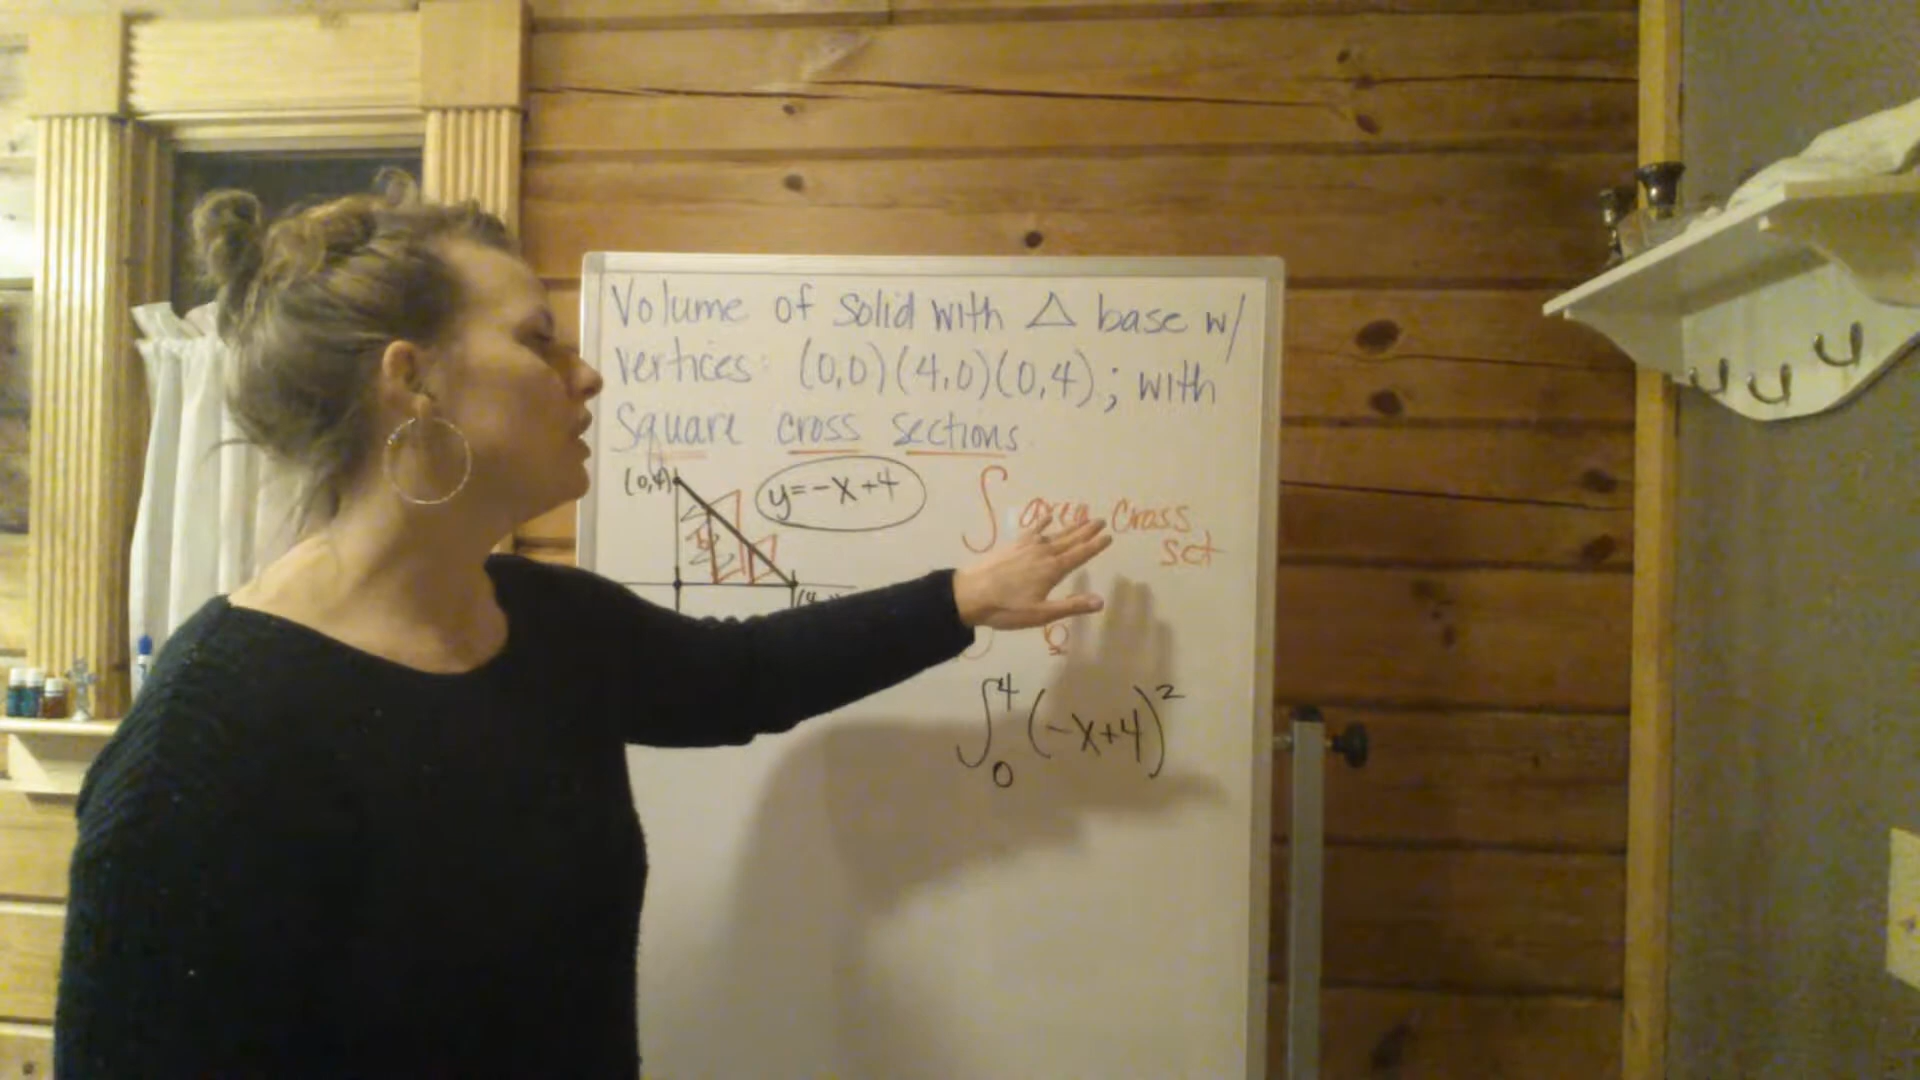 Volume of Solid with △ base w/
vertices: (0,0)(4,0)(0,4); with
Square cross sections
(0,4)
y=-x+4
∫ area cross
sct
b
∫
b
∫₀⁴ (-x+4)²